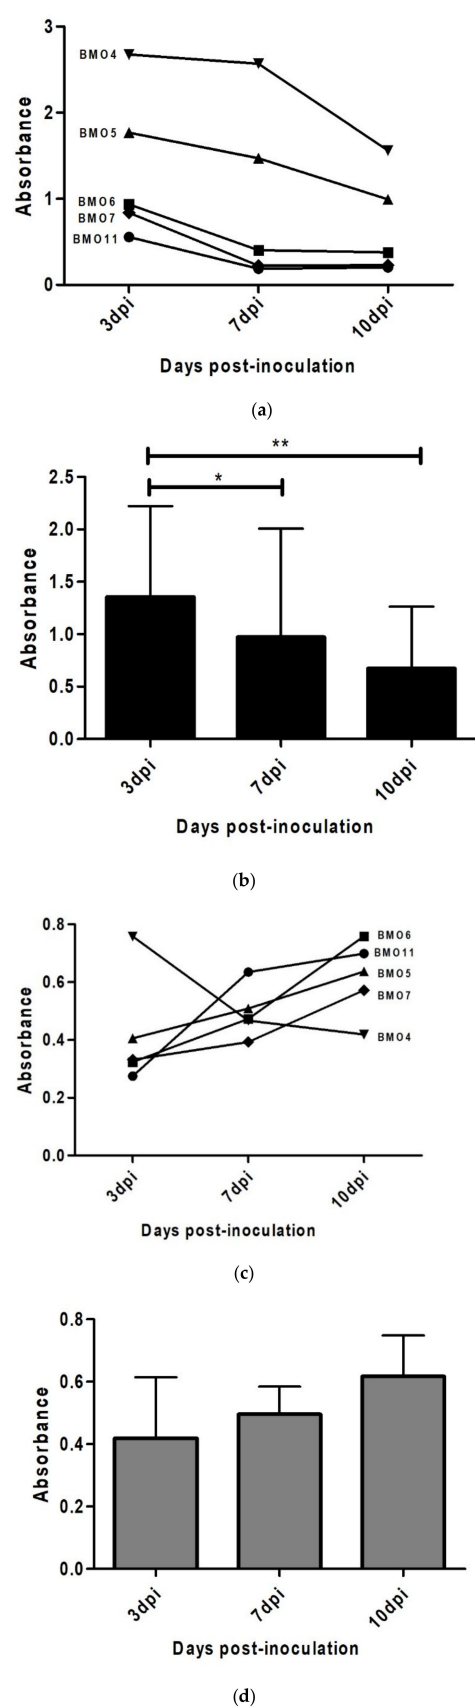 3
BMO4
2
BMO5
Absorbance
1
BMO6
BMO7
BMO11
0
3dpi 7dpi 10dpi
Days post-inoculation
(a)
**
*
2.5
2.0
1.5
Absorbance
1.0
0.5
0.0
3dpi 7dpi 10dpi
Days post-inoculation
(b)
0.8
BMO6
BMO11
0.6
BMO5
BMO7
Absorbance
0.4
BMO4
0.2
0.0
3dpi 7dpi 10dpi
Days post-inoculation
(c)
0.8
0.6
Absorbance
0.4
0.2
0.0
3dpi 7dpi 10dpi
Days post-inoculation
(d)